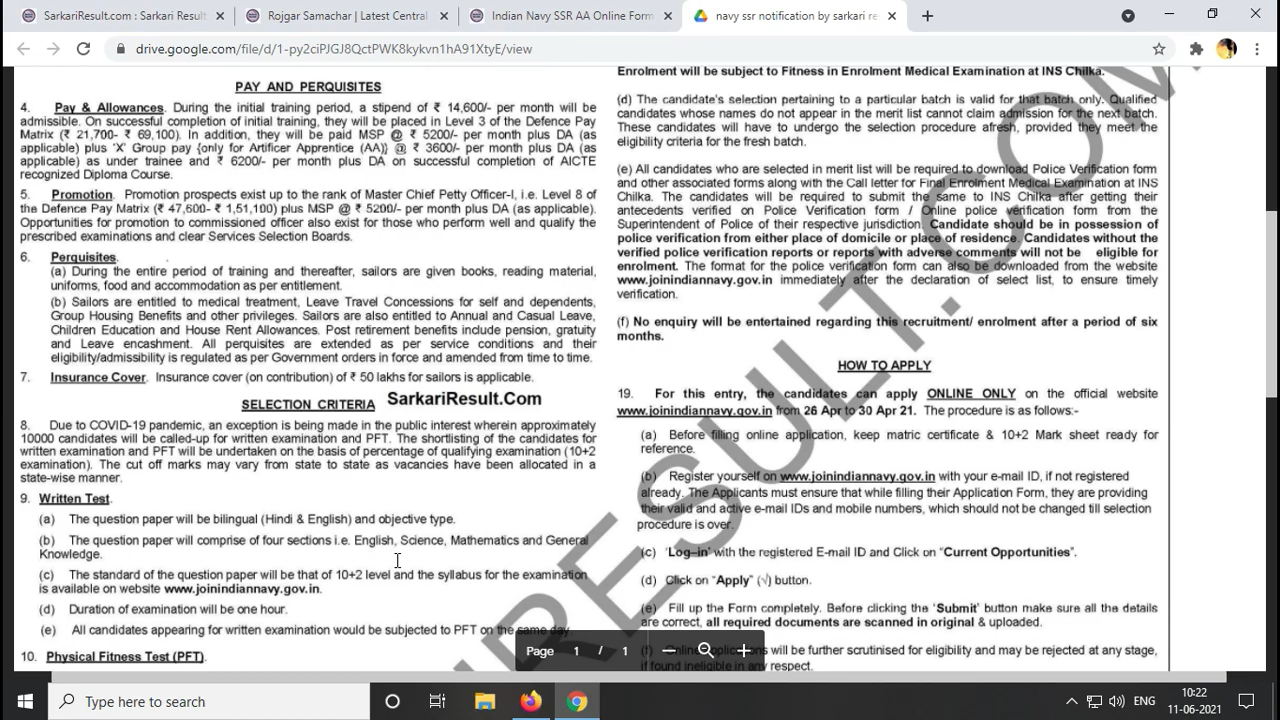 SarkariResult.Com : Sarkari Result
Rojgar Samachar | Latest Central
Indian Navy SSR AA Online Form
navy ssr notification by sarkari re
drive.google.com/file/d/1-py2ciPJGJ8QctPWK8kykvn1hA91XtyE/view
PAY AND PERQUISITES
4. Pay & Allowances. During the initial training period, a stipend of ₹ 14,600/- per month will be
admissible. On successful completion of initial training, they will be placed in Level 3 of the Defence Pay
Matrix (₹ 21,700- ₹ 69,100). In addition, they will be paid MSP @ ₹ 5200/- per month plus DA (as
applicable) plus 'X' Group pay {only for Artificer Apprentice (AA)} @ ₹ 3600/- per month plus DA (as
applicable) as under trainee and ₹ 6200/- per month plus DA on successful completion of AICTE
recognized Diploma Course.
5. Promotion. Promotion prospects exist up to the rank of Master Chief Petty Officer-I, i.e. Level 8 of
the Defence Pay Matrix (₹ 47,600- ₹ 1,51,100) plus MSP @ ₹ 5200/- per month plus DA (as applicable).
Opportunities for promotion to commissioned officer also exist for those who perform well and qualify the
prescribed examinations and clear Services Selection Boards.
6. Perquisites.
(a) During the entire period of training and thereafter, sailors are given books, reading material,
uniforms, food and accommodation as per entitlement.
(b) Sailors are entitled to medical treatment, Leave Travel Concessions for self and dependents,
Group Housing Benefits and other privileges. Sailors are also entitled to Annual and Casual Leave,
Children Education and House Rent Allowances. Post retirement benefits include pension, gratuity
and Leave encashment. All perquisites are extended as per service conditions and their
eligibility/admissibility is regulated as per Government orders in force and amended from time to time.
7. Insurance Cover. Insurance cover (on contribution) of ₹ 50 lakhs for sailors is applicable.
SELECTION CRITERIA SarkariResult.Com
8. Due to COVID-19 pandemic, an exception is being made in the public interest wherein approximately
10000 candidates will be called-up for written examination and PFT. The shortlisting of the candidates for
written examination and PFT will be undertaken on the basis of percentage of qualifying examination (10+2
examination). The cut off marks may vary from state to state as vacancies have been allocated in a
state-wise manner.
9. Written Test.
(a) The question paper will be bilingual (Hindi & English) and objective type.
(b) The question paper will comprise of four sections i.e. English, Science, Mathematics and General
Knowledge.
(c) The standard of the question paper will be that of 10+2 level and the syllabus for the examination
is available on website www.joinindiannavy.gov.in.
(d) Duration of examination will be one hour.
(e) All candidates appearing for written examination would be subjected to PFT on the same day.
10. Physical Fitness Test (PFT).
Enrolment will be subject to Fitness in Enrolment Medical Examination at INS Chilka.
(d) The candidate's selection pertaining to a particular batch is valid for that batch only. Qualified
candidates whose names do not appear in the merit list cannot claim admission for the next batch.
These candidates will have to undergo the selection procedure afresh, provided they meet the
eligibility criteria for the fresh batch.
(e) All candidates who are selected in merit list will be required to download Police Verification form
and other associated forms along with the Call letter for Final Enrolment Medical Examination at INS
Chilka. The candidates will be required to submit the same to INS Chilka after getting their
antecedents verified on Police Verification form / Online police verification form from the
Superintendent of Police of their respective jurisdiction. Candidate should be in possession of
police verification from either place of domicile or place of residence. Candidates without the
verified police verification reports or reports with adverse comments will not be eligible for
enrolment. The format for the police verification form can also be downloaded from the website
www.joinindiannavy.gov.in immediately after the declaration of select list, to ensure timely
verification.
(f) No enquiry will be entertained regarding this recruitment/ enrolment after a period of six
months.
HOW TO APPLY
19. For this entry, the candidates can apply ONLINE ONLY on the official website
www.joinindiannavy.gov.in from 26 Apr to 30 Apr 21. The procedure is as follows:-
(a) Before filling online application, keep matric certificate & 10+2 Mark sheet ready for
reference.
(b) Register yourself on www.joinindiannavy.gov.in with your e-mail ID, if not registered
already. The Applicants must ensure that while filling their Application Form, they are providing
their valid and active e-mail IDs and mobile numbers, which should not be changed till selection
procedure is over.
(c) 'Log-in' with the registered E-mail ID and Click on "Current Opportunities".
(d) Click on "Apply" (√) button.
(e) Fill up the Form completely. Before clicking the 'Submit' button make sure all the details
are correct, all required documents are scanned in original & uploaded.
(f) Online applications will be further scrutinised for eligibility and may be rejected at any stage,
if found ineligible in any respect.
RESULT.COM
Page 1 / 1
Type here to search
ENG
10:22
11-06-2021